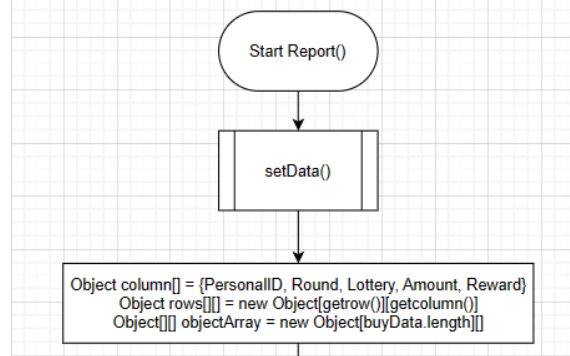 Start Report()
setData()
Object column[] = {PersonalID, Round, Lottery, Amount, Reward}
Object rows[][] = new Object[getrow()][getcolumn()]
Object[][] objectArray = new Object[buyData.length][]